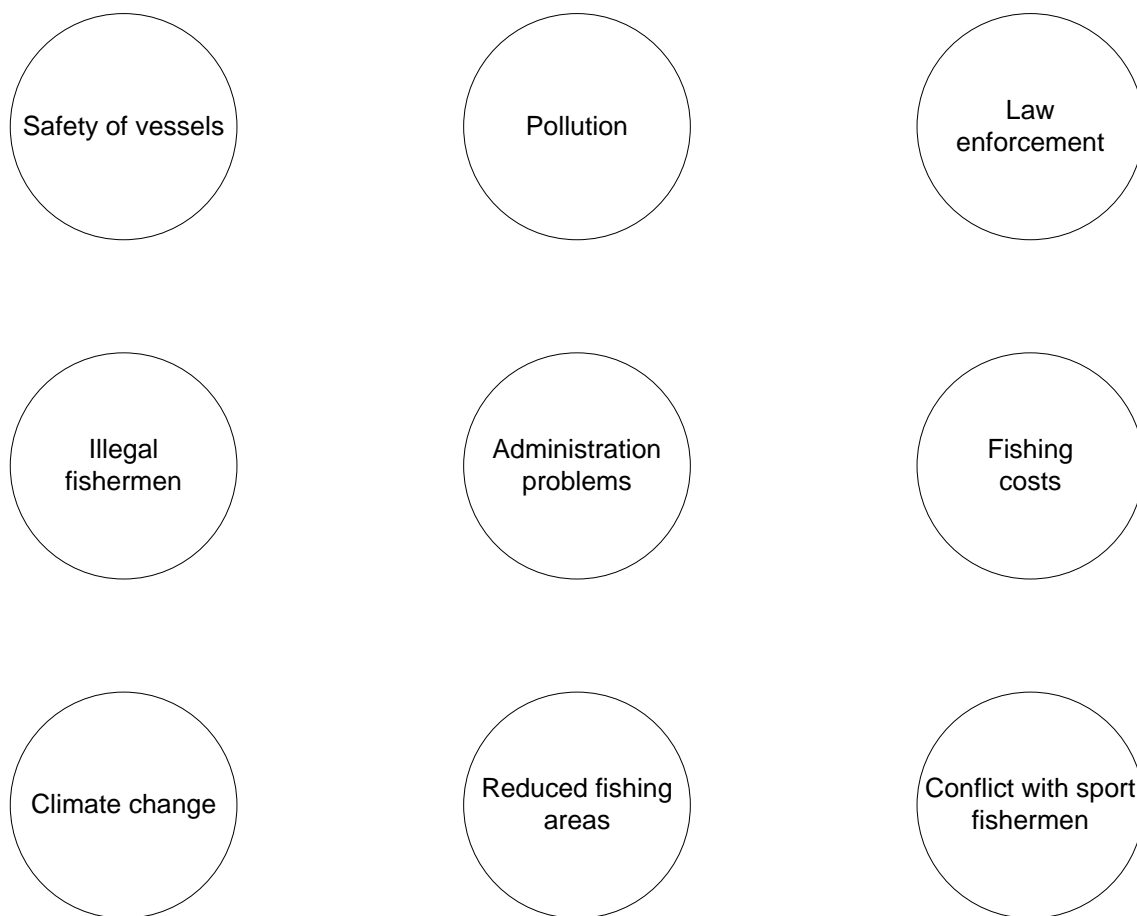 Safety of vessels
Pollution
Law
enforcement
Illegal
fishermen
Administration
problems
Fishing
costs
Climate change
Reduced fishing
areas
Conflict with sport
fishermen